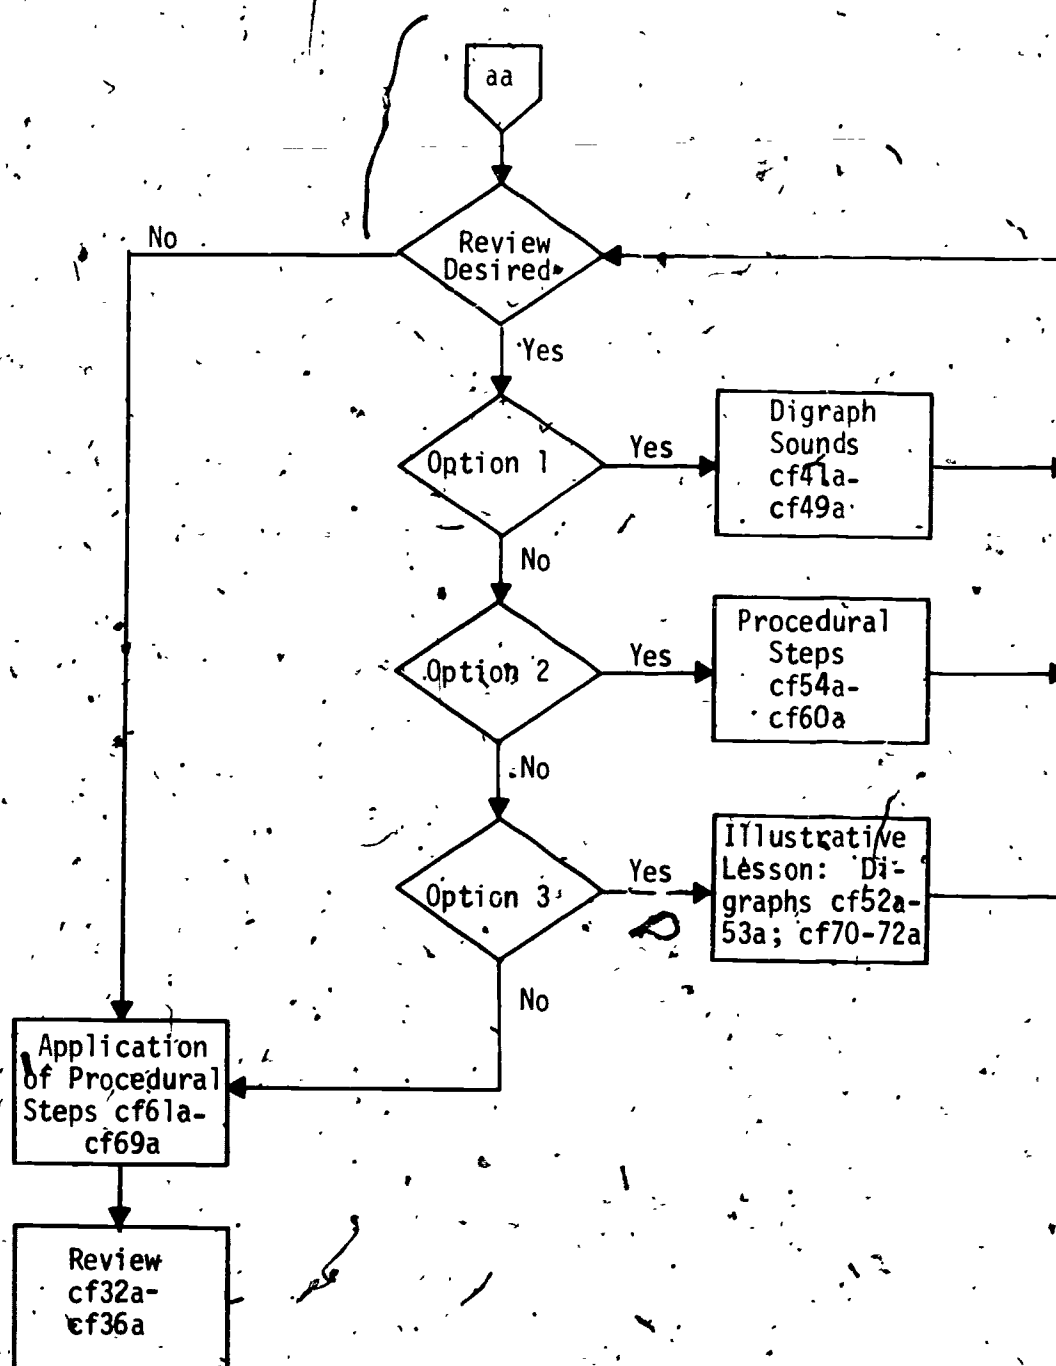 aa
No
Review
Desired
Yes
Option 1
Yes
Digraph
Sounds
cf41a-
cf49a
No
Option 2
Yes
Procedural
Steps
cf54a-
cf60a
No
Option 3
Yes
Illustrative
Lesson: Di-
graphs cf52a-
53a; cf70-72a
No
Application
of Procedural
Steps cf61a-
cf69a
Review
cf32a-
cf36a